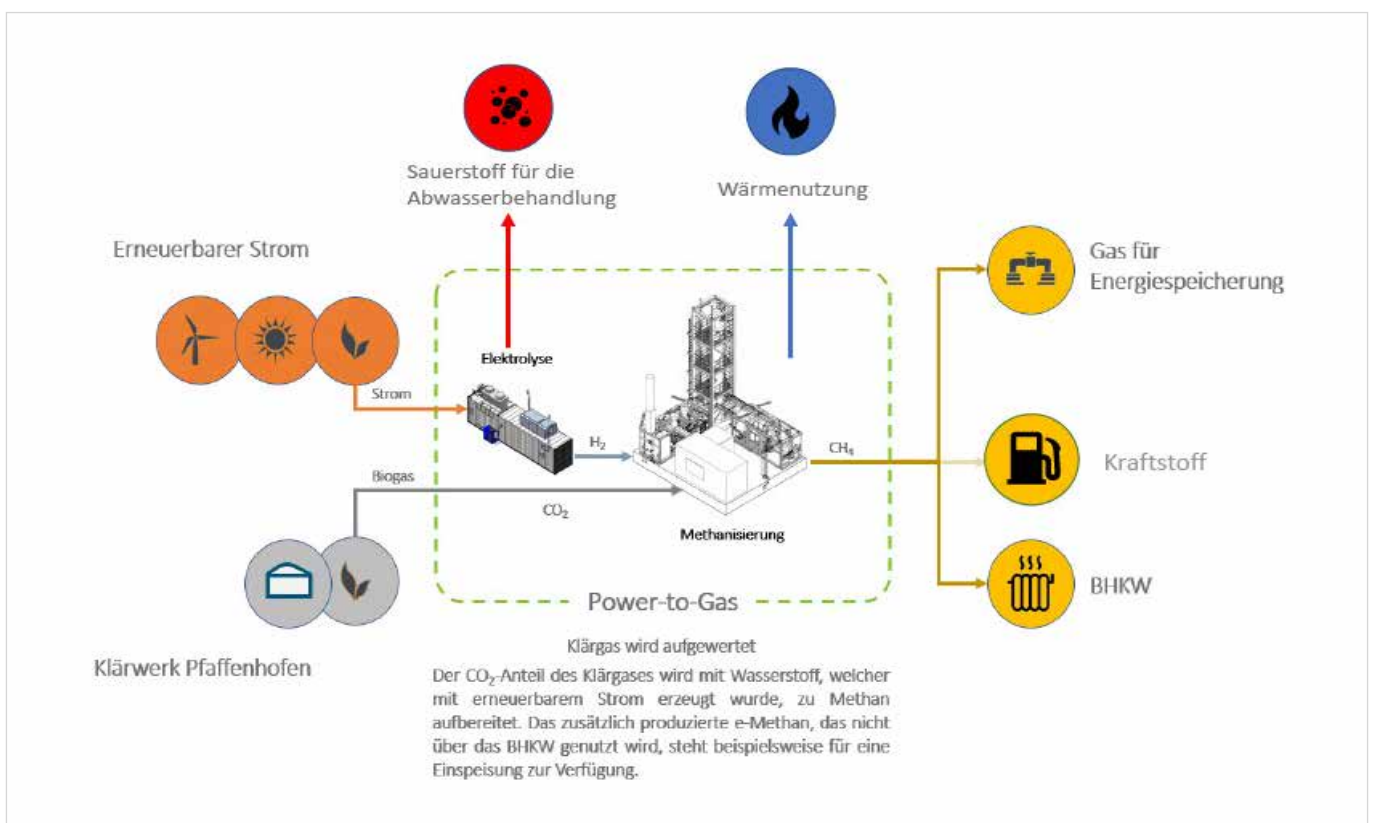 Sauerstoff für die
Abwasserbehandlung
Wärmenutzung
Erneuerbarer Strom
Gas für
Energiespeicherung
Elektrolyse
Strom
H₂
CH₄
Kraftstoff
Biogas
CO₂
Methanisierung
BHKW
Power-to-Gas
Klärwerk Pfaffenhofen
Klärgas wird aufgewertet
Der CO₂-Anteil des Klärgases wird mit Wasserstoff, welcher
mit erneuerbarem Strom erzeugt wurde, zu Methan
aufbereitet. Das zusätzlich produzierte e-Methan, das nicht
über das BHKW genutzt wird, steht beispielsweise für eine
Einspeisung zur Verfügung.